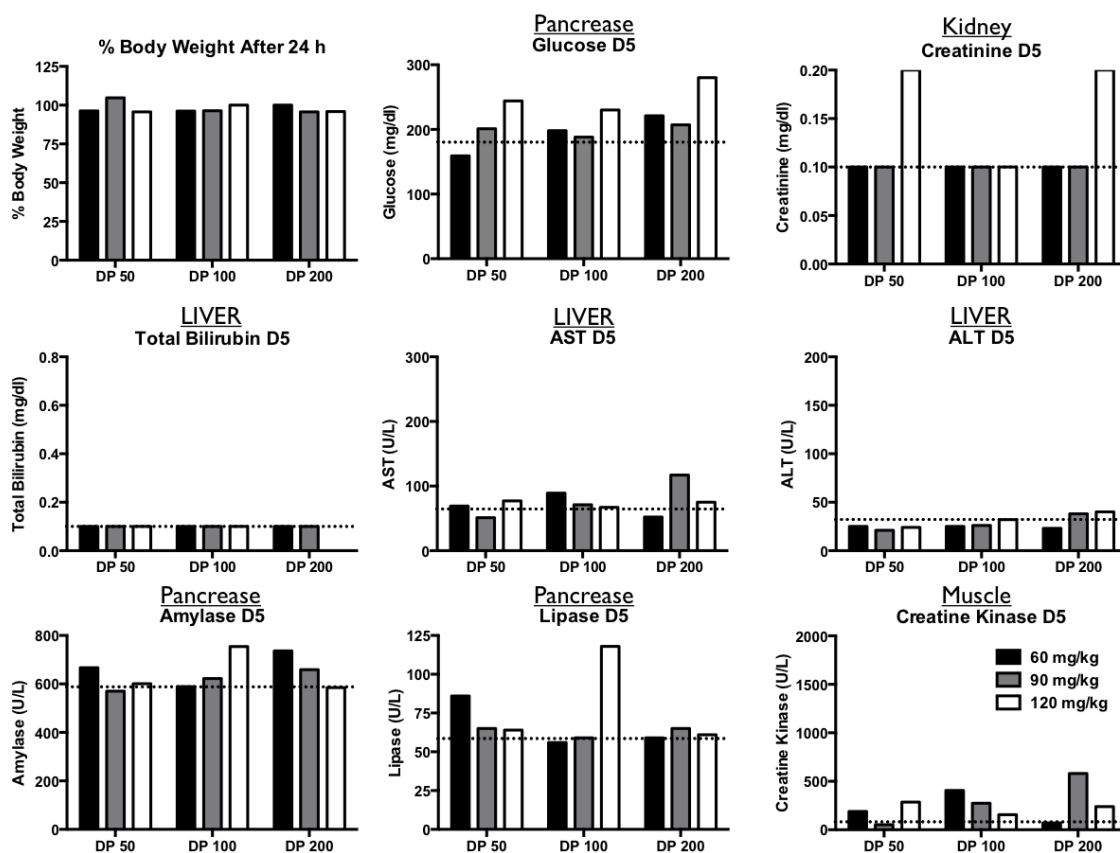 % Body Weight After 24 h
% Body Weight
125
100
75
50
25
0
DP 50 DP 100 DP 200
Pancrease
Glucose D5
Glucose (mg/dl)
300
200
100
0
DP 50 DP 100 DP 200
Kidney
Creatinine D5
Creatinine (mg/dl)
0.20
0.15
0.10
0.05
0.00
DP 50 DP 100 DP 200
LIVER
Total Bilirubin D5
Total Bilirubin (mg/dl)
0.8
0.6
0.4
0.2
0.0
DP 50 DP 100 DP 200
LIVER
AST D5
AST (U/L)
300
200
100
0
DP 50 DP 100 DP 200
LIVER
ALT D5
ALT (U/L)
200
150
100
50
0
DP 50 DP 100 DP 200
Pancrease
Amylase D5
Amylase (U/L)
800
600
400
200
0
DP 50 DP 100 DP 200
Pancrease
Lipase D5
Lipase (U/L)
125
100
75
50
25
0
DP 50 DP 100 DP 200
Muscle
Creatine Kinase D5
Creatine Kinase (U/L)
2000
1500
1000
500
0
DP 50 DP 100 DP 200
60 mg/kg
90 mg/kg
120 mg/kg